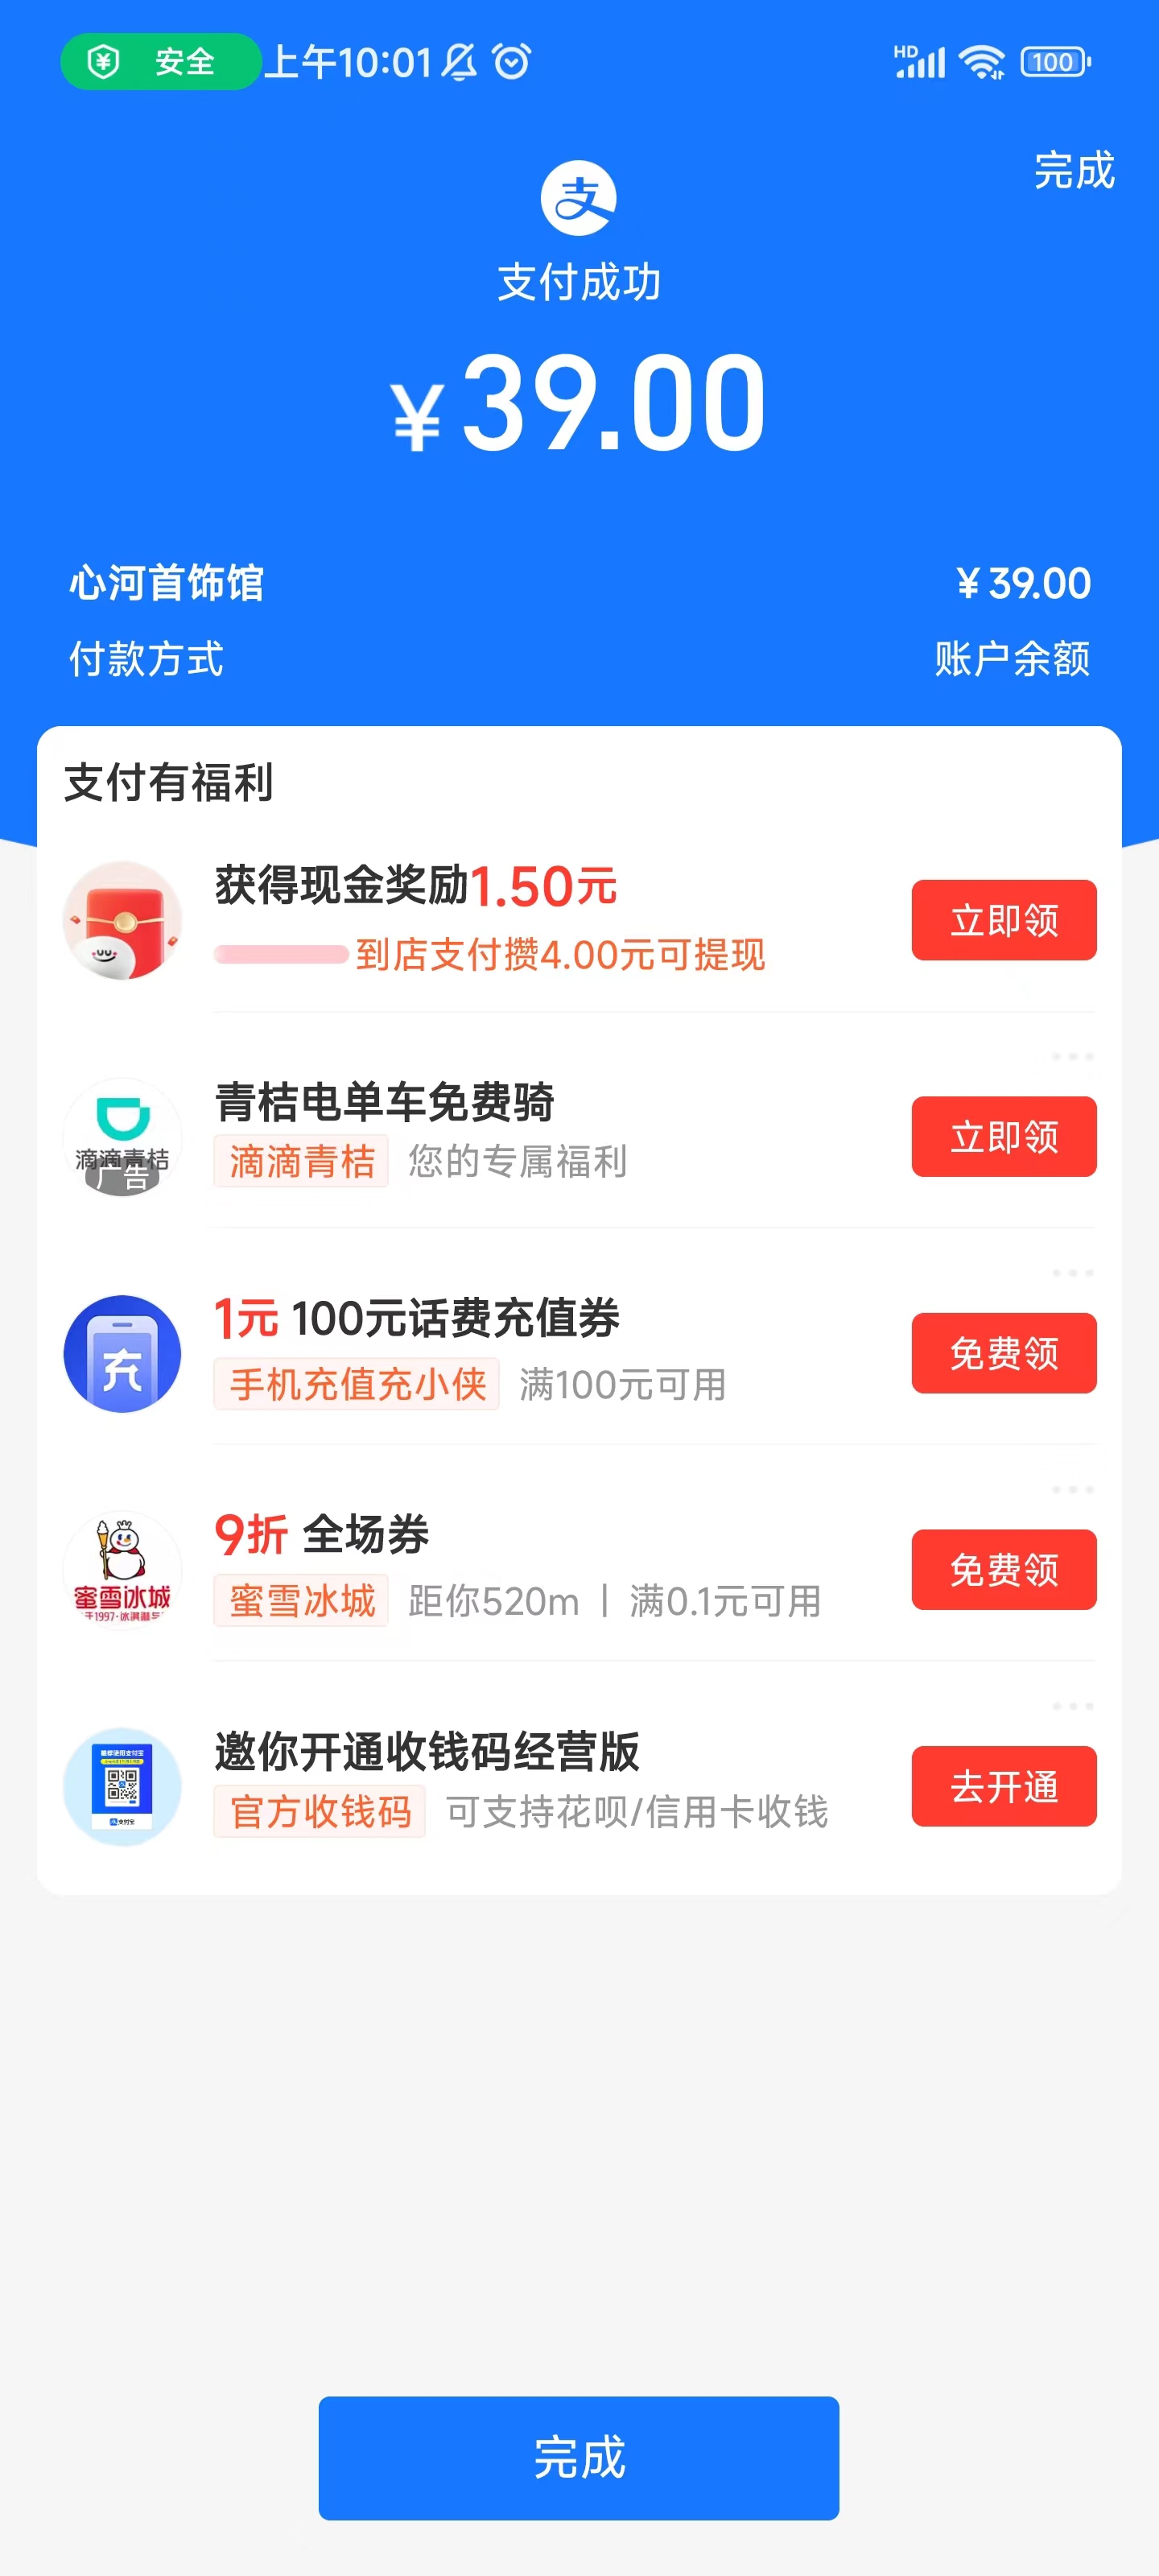 安全 上午10:01 HD 100
完成
支付成功
¥39.00
心河首饰馆 ¥39.00
付款方式 账户余额
支付有福利
获得现金奖励1.50元
到店支付攒4.00元可提现
立即领
滴滴青桔
广告
青桔电单车免费骑
滴滴青桔 您的专属福利
立即领
充
1元 100元话费充值券
手机充值充小侠 满100元可用
免费领
蜜雪冰城
9折 全场券
蜜雪冰城 距你520m | 满0.1元可用
免费领
支付宝
邀你开通收钱码经营版
官方收钱码 可支持花呗/信用卡收钱
去开通
完成